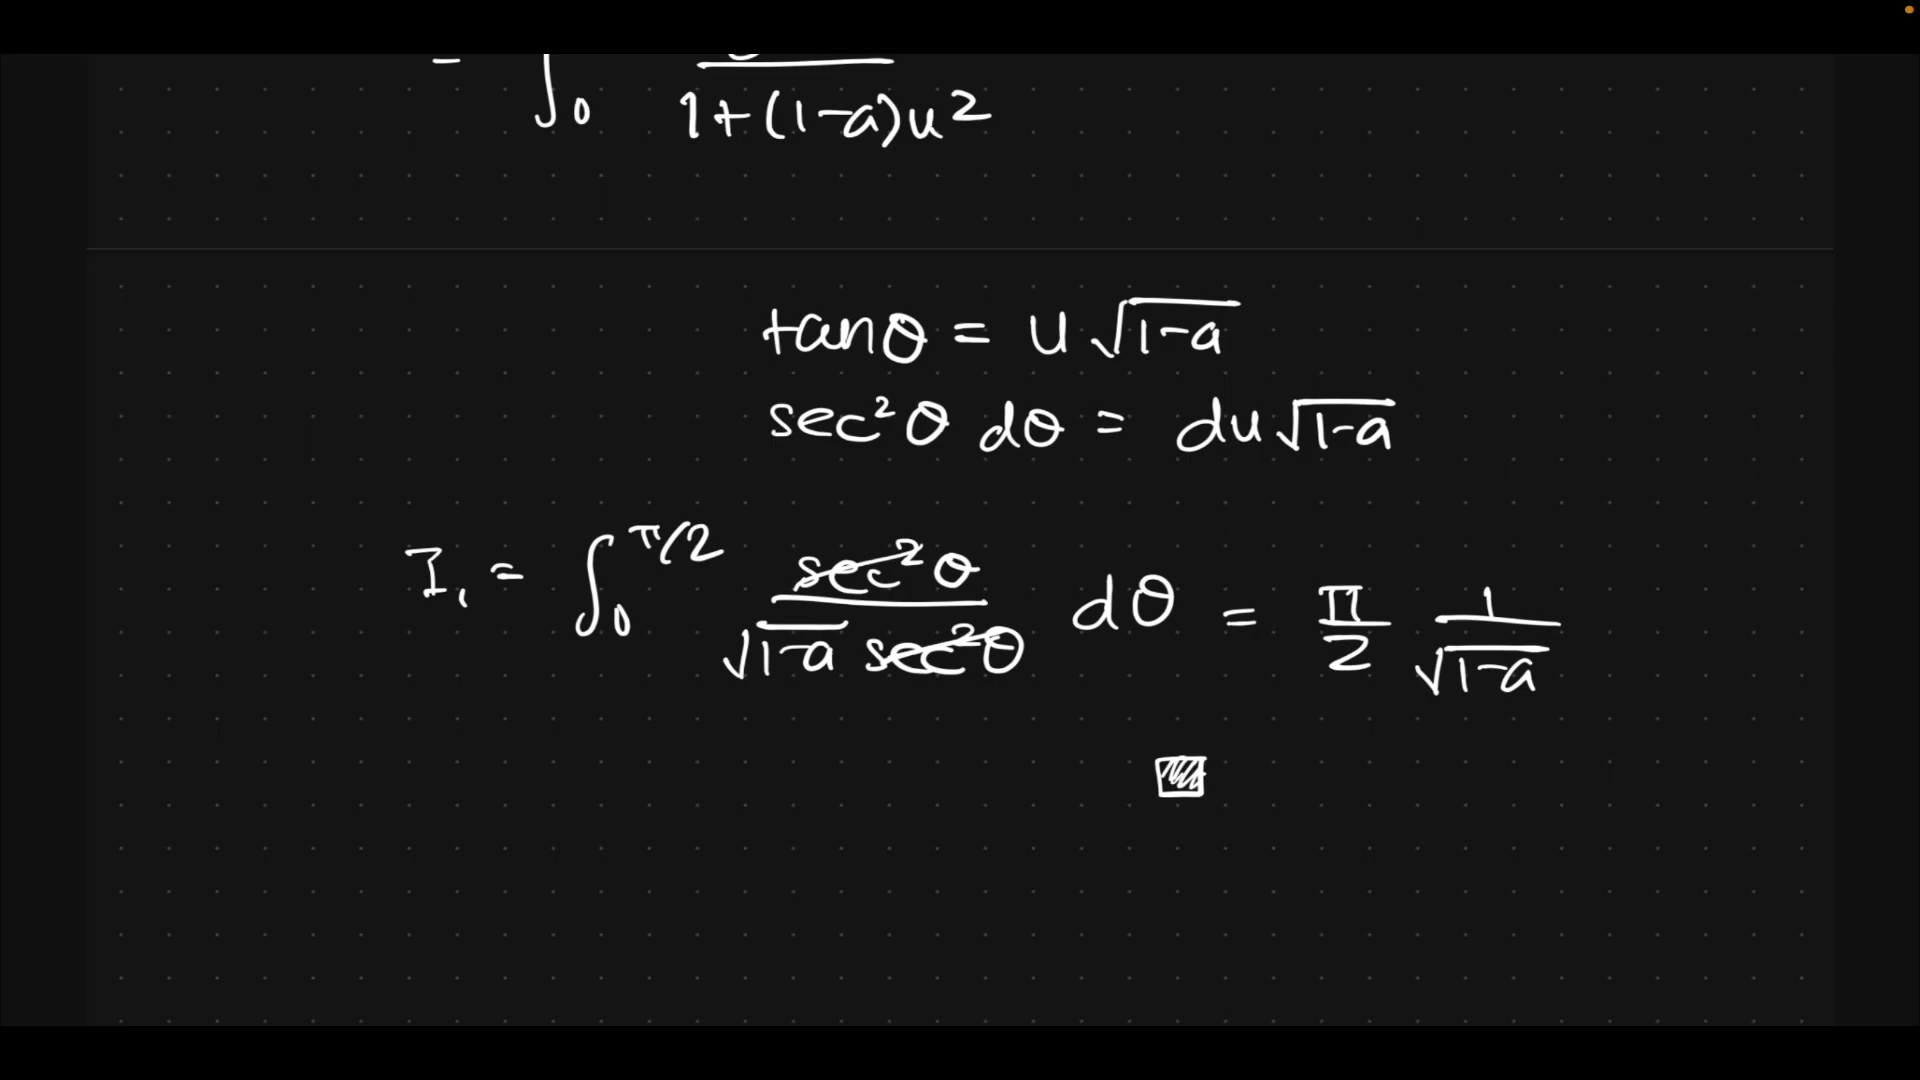 = ∫₀ 1+(1-a)u²
tanθ = u√(1-a)
sec²θ dθ = du√(1-a)
I₁ = ∫₀^(π/2) sec²θ / (√(1-a) sec²θ) dθ = π/2 1/√(1-a)